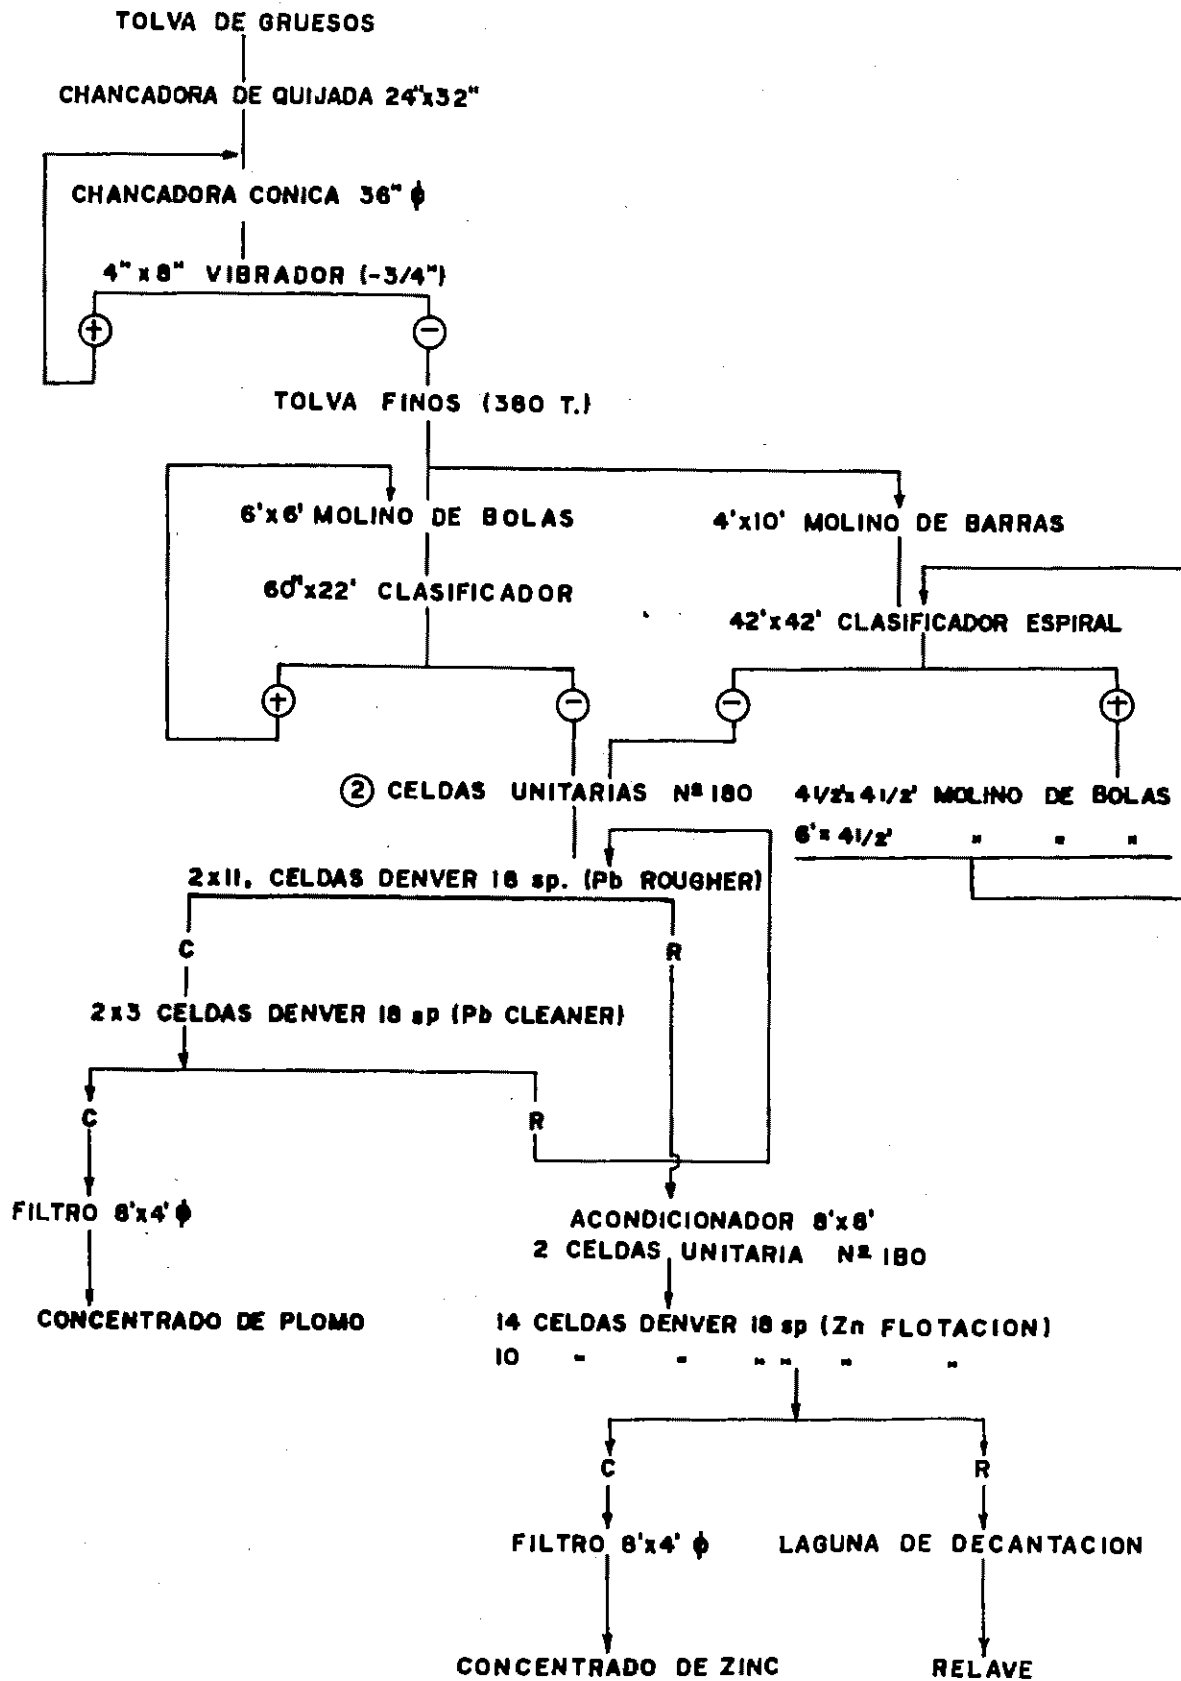 TOLVA DE GRUESOS
CHANCADORA DE QUIJADA 24"x32"
CHANCADORA CONICA 36" ϕ
4" x 8" VIBRADOR (-3/4")
+
−
TOLVA FINOS (380 T.)
6'x6' MOLINO DE BOLAS
4'x10' MOLINO DE BARRAS
60"x22' CLASIFICADOR
42'x42' CLASIFICADOR ESPIRAL
+
−
−
+
2 CELDAS UNITARIAS Nº 180
4 1/2'x 4 1/2' MOLINO DE BOLAS
6'x 4 1/2' " " "
2x11, CELDAS DENVER 18 sp. (Pb ROUGHER)
C
R
2x3 CELDAS DENVER 18 sp (Pb CLEANER)
C
R
FILTRO 8'x4' ϕ
ACONDICIONADOR 8'x8'
2 CELDAS UNITARIA Nº 180
CONCENTRADO DE PLOMO
14 CELDAS DENVER 18 sp (Zn FLOTACION)
10 " " " " " "
C
R
FILTRO 8'x4' ϕ
LAGUNA DE DECANTACION
CONCENTRADO DE ZINC
RELAVE